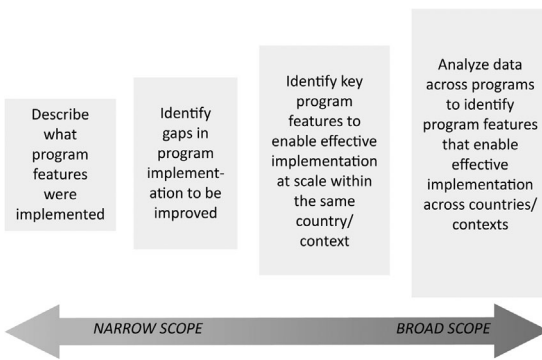 Describe
what
program
features
were
implemented
Identify
gaps in
program
implement-
ation to be
improved
Identify key
program
features to
enable effective
implementation
at scale within
the same
country/
context
Analyze data
across programs
to identify
program features
that enable
effective
implementation
across countries/
contexts
NARROW SCOPE
BROAD SCOPE